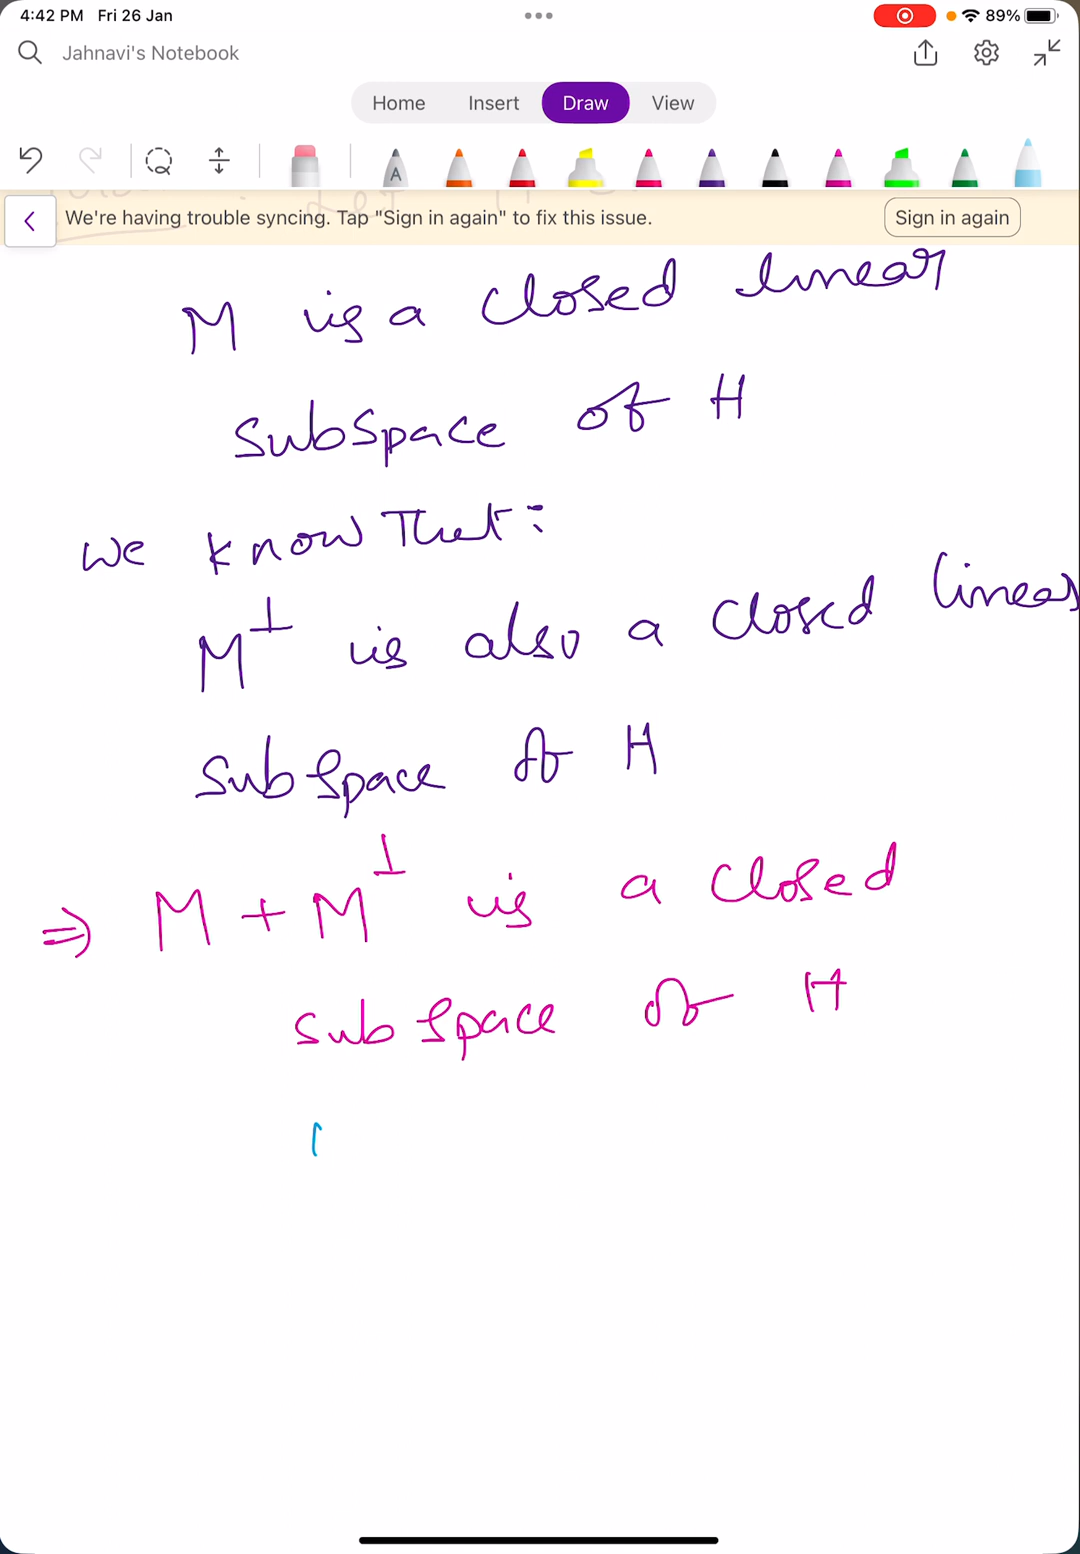 4:42 PM Fri 26 Jan
89%
Jahnavi's Notebook
Home Insert Draw View
A
We're having trouble syncing. Tap "Sign in again" to fix this issue.
Sign in again
M is a closed linear
subspace of H
we know That:
M⊥ is also a closed linear
subspace of H
⇒ M + M⊥ is a closed
subspace of H